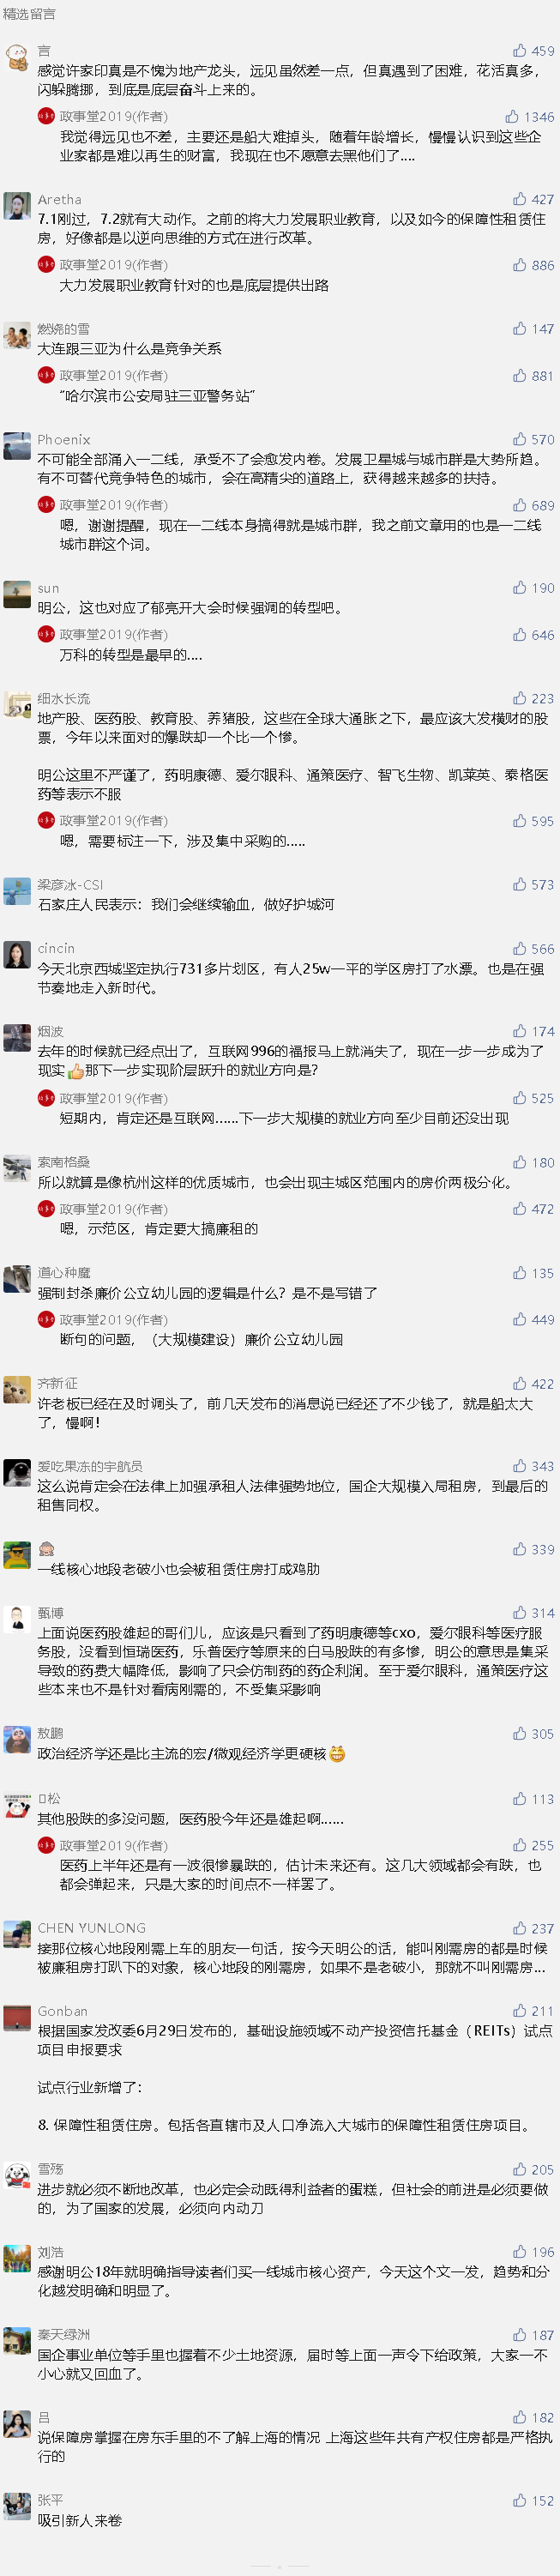 精选留言
言 459
感觉许家印真是不愧为地产龙头，远见虽然差一点，但真遇到了困难，花活真多，
闪躲腾挪，到底是底层奋斗上来的。
政事堂2019(作者) 1346
我觉得远见也不差，主要还是船大难掉头，随着年龄增长，慢慢认识到这些企
业家都是难以再生的财富，我现在也不愿意去黑他们了....
Aretha 427
7.1刚过，7.2就有大动作。之前的将大力发展职业教育，以及如今的保障性租赁住
房，好像都是以逆向思维的方式在进行改革。
政事堂2019(作者) 886
大力发展职业教育针对的也是底层提供出路
燃烧的雪 147
大连跟三亚为什么是竞争关系
政事堂2019(作者) 881
“哈尔滨市公安局驻三亚警务站”
Phoenix 570
不可能全部涌入一二线，承受不了会愈发内卷。发展卫星城与城市群是大势所趋。
有不可替代竞争特色的城市，会在高精尖的道路上，获得越来越多的扶持。
政事堂2019(作者) 689
嗯，谢谢提醒，现在一二线本身搞得就是城市群，我之前文章用的也是一二线
城市群这个词。
sun 190
明公，这也对应了郁亮开大会时候强调的转型吧。
政事堂2019(作者) 646
万科的转型是最早的....
细水长流 223
地产股、医药股、教育股、养猪股，这些在全球大通胀之下，最应该大发横财的股
票，今年以来面对的爆跌却一个比一个惨。
明公这里不严谨了，药明康德、爱尔眼科、通策医疗、智飞生物、凯莱英、泰格医
药等表示不服
政事堂2019(作者) 595
嗯，需要标注一下，涉及集中采购的.....
梁彦冰-CSI 573
石家庄人民表示：我们会继续输血，做好护城河
cincin 566
今天北京西城坚定执行731多片划区，有人25w一平的学区房打了水漂。也是在强
节奏地走入新时代。
烟波 174
去年的时候就已经点出了，互联网996的福报马上就消失了，现在一步一步成为了
现实👍那下一步实现阶层跃升的就业方向是？
政事堂2019(作者) 525
短期内，肯定还是互联网......下一步大规模的就业方向至少目前还没出现
索南格桑 180
所以就算是像杭州这样的优质城市，也会出现主城区范围内的房价两极分化。
政事堂2019(作者) 472
嗯，示范区，肯定要大搞廉租的
道心种魔 135
强制封杀廉价公立幼儿园的逻辑是什么？是不是写错了
政事堂2019(作者) 449
断句的问题，（大规模建设）廉价公立幼儿园
齐新征 422
许老板已经在及时调头了，前几天发布的消息说已经还了不少钱了，就是船太大
了，慢啊！
爱吃果冻的宇航员 343
这么说肯定会在法律上加强承租人法律强势地位，国企大规模入局租房，到最后的
租售同权。
🙈 339
一线核心地段老破小也会被租赁住房打成鸡肋
甄博 314
上面说医药股雄起的哥们儿，应该是只看到了药明康德等cxo，爱尔眼科等医疗服
务股，没看到恒瑞医药，乐普医疗等原来的白马股跌的有多惨，明公的意思是集采
导致的药费大幅降低，影响了只会仿制药的药企利润。至于爱尔眼科，通策医疗这
些本来也不是针对看病刚需的，不受集采影响
敖鹏 305
政治经济学还是比主流的宏/微观经济学更硬核😁
松 113
其他股跌的多没问题，医药股今年还是雄起啊......
政事堂2019(作者) 255
医药上半年还是有一波很惨暴跌的，估计未来还有。这几大领域都会有跌，也
都会弹起来，只是大家的时间点不一样罢了。
CHEN YUNLONG 237
接那位核心地段刚需上车的朋友一句话，按今天明公的话，能叫刚需房的都是时候
被廉租房打趴下的对象，核心地段的刚需房，如果不是老破小，那就不叫刚需房...
Gonban 211
根据国家发改委6月29日发布的，基础设施领域不动产投资信托基金（REITs）试点
项目申报要求
试点行业新增了：
8. 保障性租赁住房。包括各直辖市及人口净流入大城市的保障性租赁住房项目。
雪殇 205
进步就必须不断地改革，也必定会动既得利益者的蛋糕，但社会的前进是必须要做
的，为了国家的发展，必须向内动刀
刘浩 196
感谢明公18年就明确指导读者们买一线城市核心资产，今天这个文一发，趋势和分
化越发明确和明显了。
秦天绿洲 187
国企事业单位等手里也握着不少土地资源，届时等上面一声令下给政策，大家一不
小心就又回血了。
吕 182
说保障房掌握在房东手里的不了解上海的情况 上海这些年共有产权住房都是严格执
行的
张平 152
吸引新人来卷